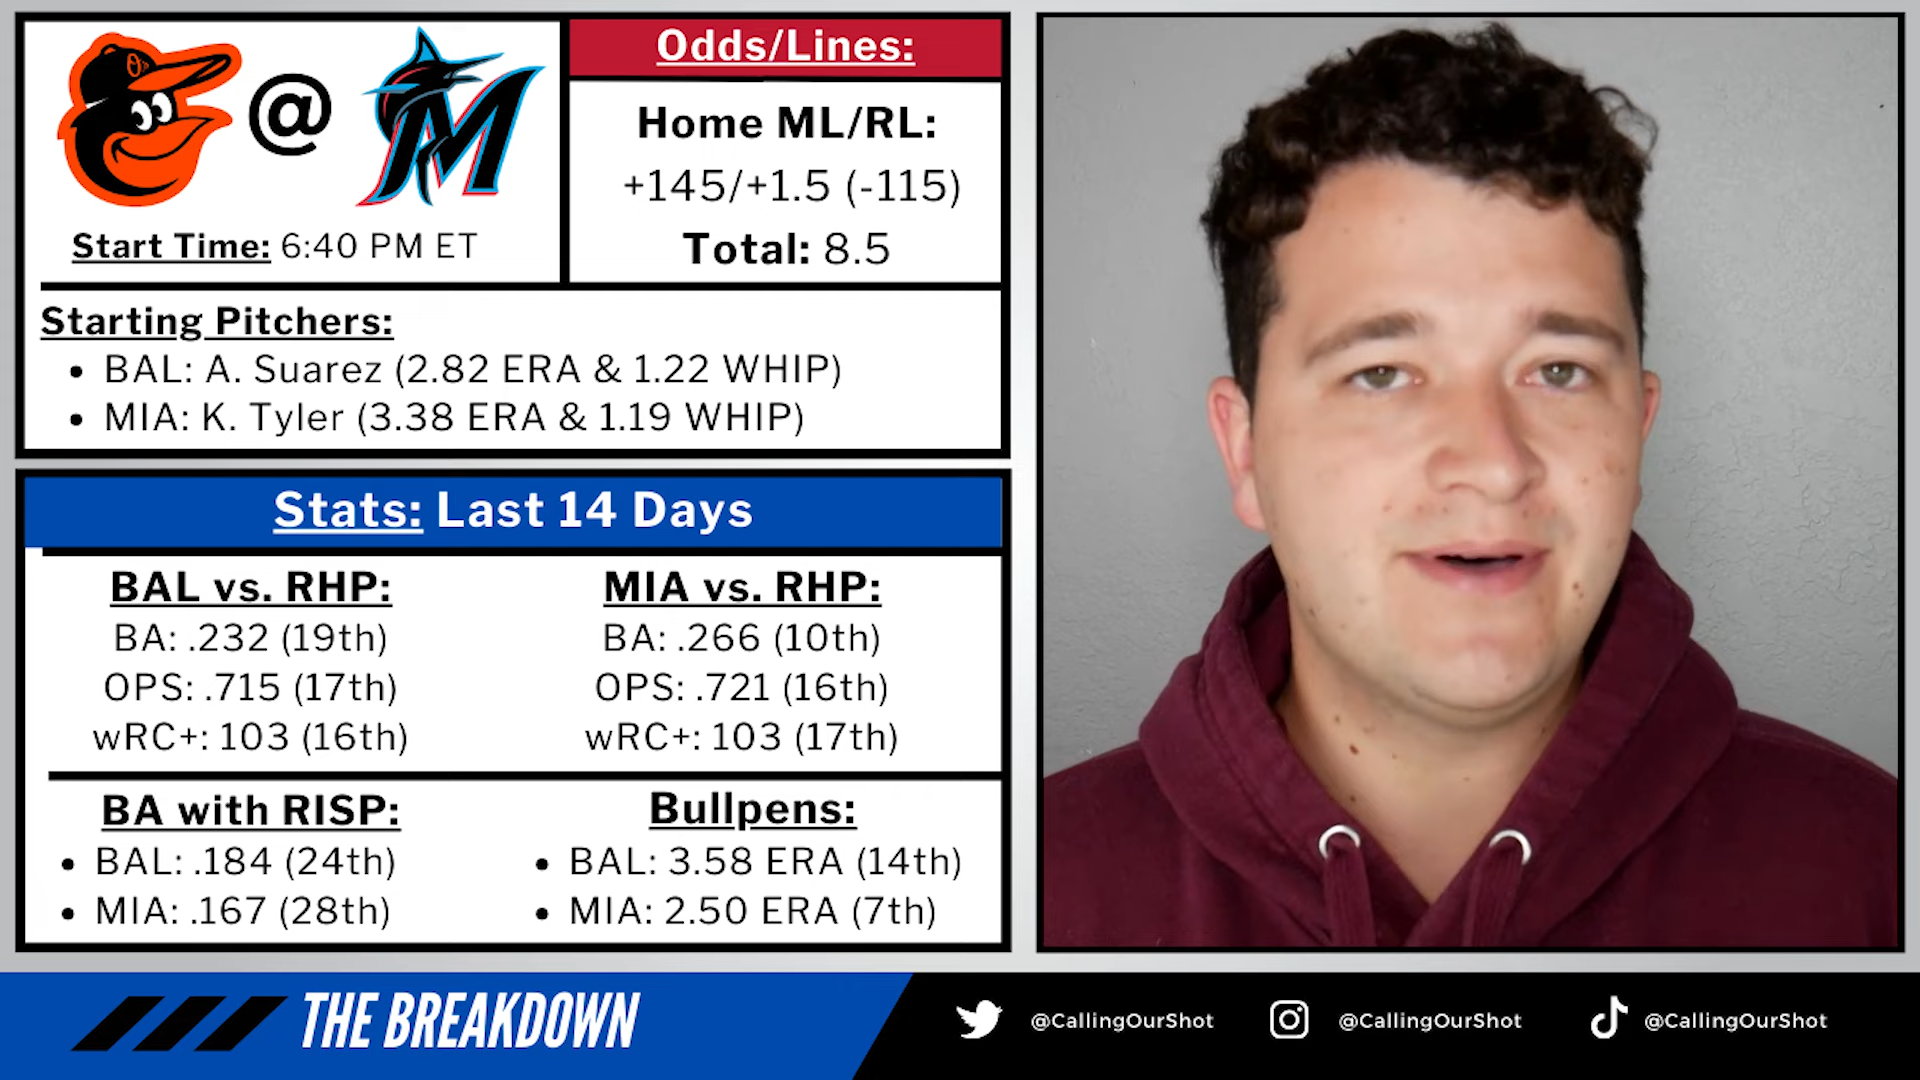 @
Start Time: 6:40 PM ET
Odds/Lines:
Home ML/RL:
+145/+1.5 (-115)
Total: 8.5
Starting Pitchers:
• BAL: A. Suarez (2.82 ERA & 1.22 WHIP)
• MIA: K. Tyler (3.38 ERA & 1.19 WHIP)
Stats: Last 14 Days
BAL vs. RHP:
BA: .232 (19th)
OPS: .715 (17th)
wRC+: 103 (16th)
MIA vs. RHP:
BA: .266 (10th)
OPS: .721 (16th)
wRC+: 103 (17th)
BA with RISP:
• BAL: .184 (24th)
• MIA: .167 (28th)
Bullpens:
• BAL: 3.58 ERA (14th)
• MIA: 2.50 ERA (7th)
THE BREAKDOWN
@CallingOurShot
@CallingOurShot
@CallingOurShot